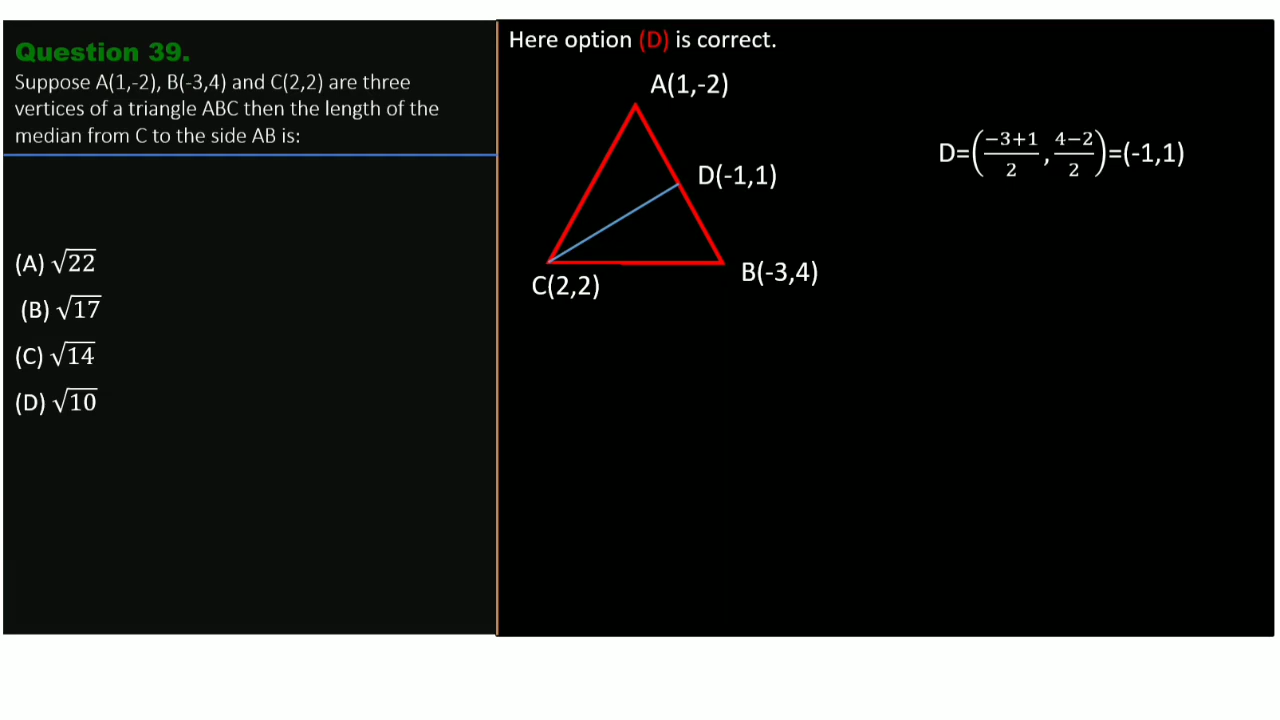 Question 39.
Suppose A(1,-2), B(-3,4) and C(2,2) are three
vertices of a triangle ABC then the length of the
median from C to the side AB is:
(A) √22
(B) √17
(C) √14
(D) √10
Here option (D) is correct.
A(1,-2)
D(-1,1)
B(-3,4)
C(2,2)
D=(−3+1/2, 4−2/2)=(-1,1)